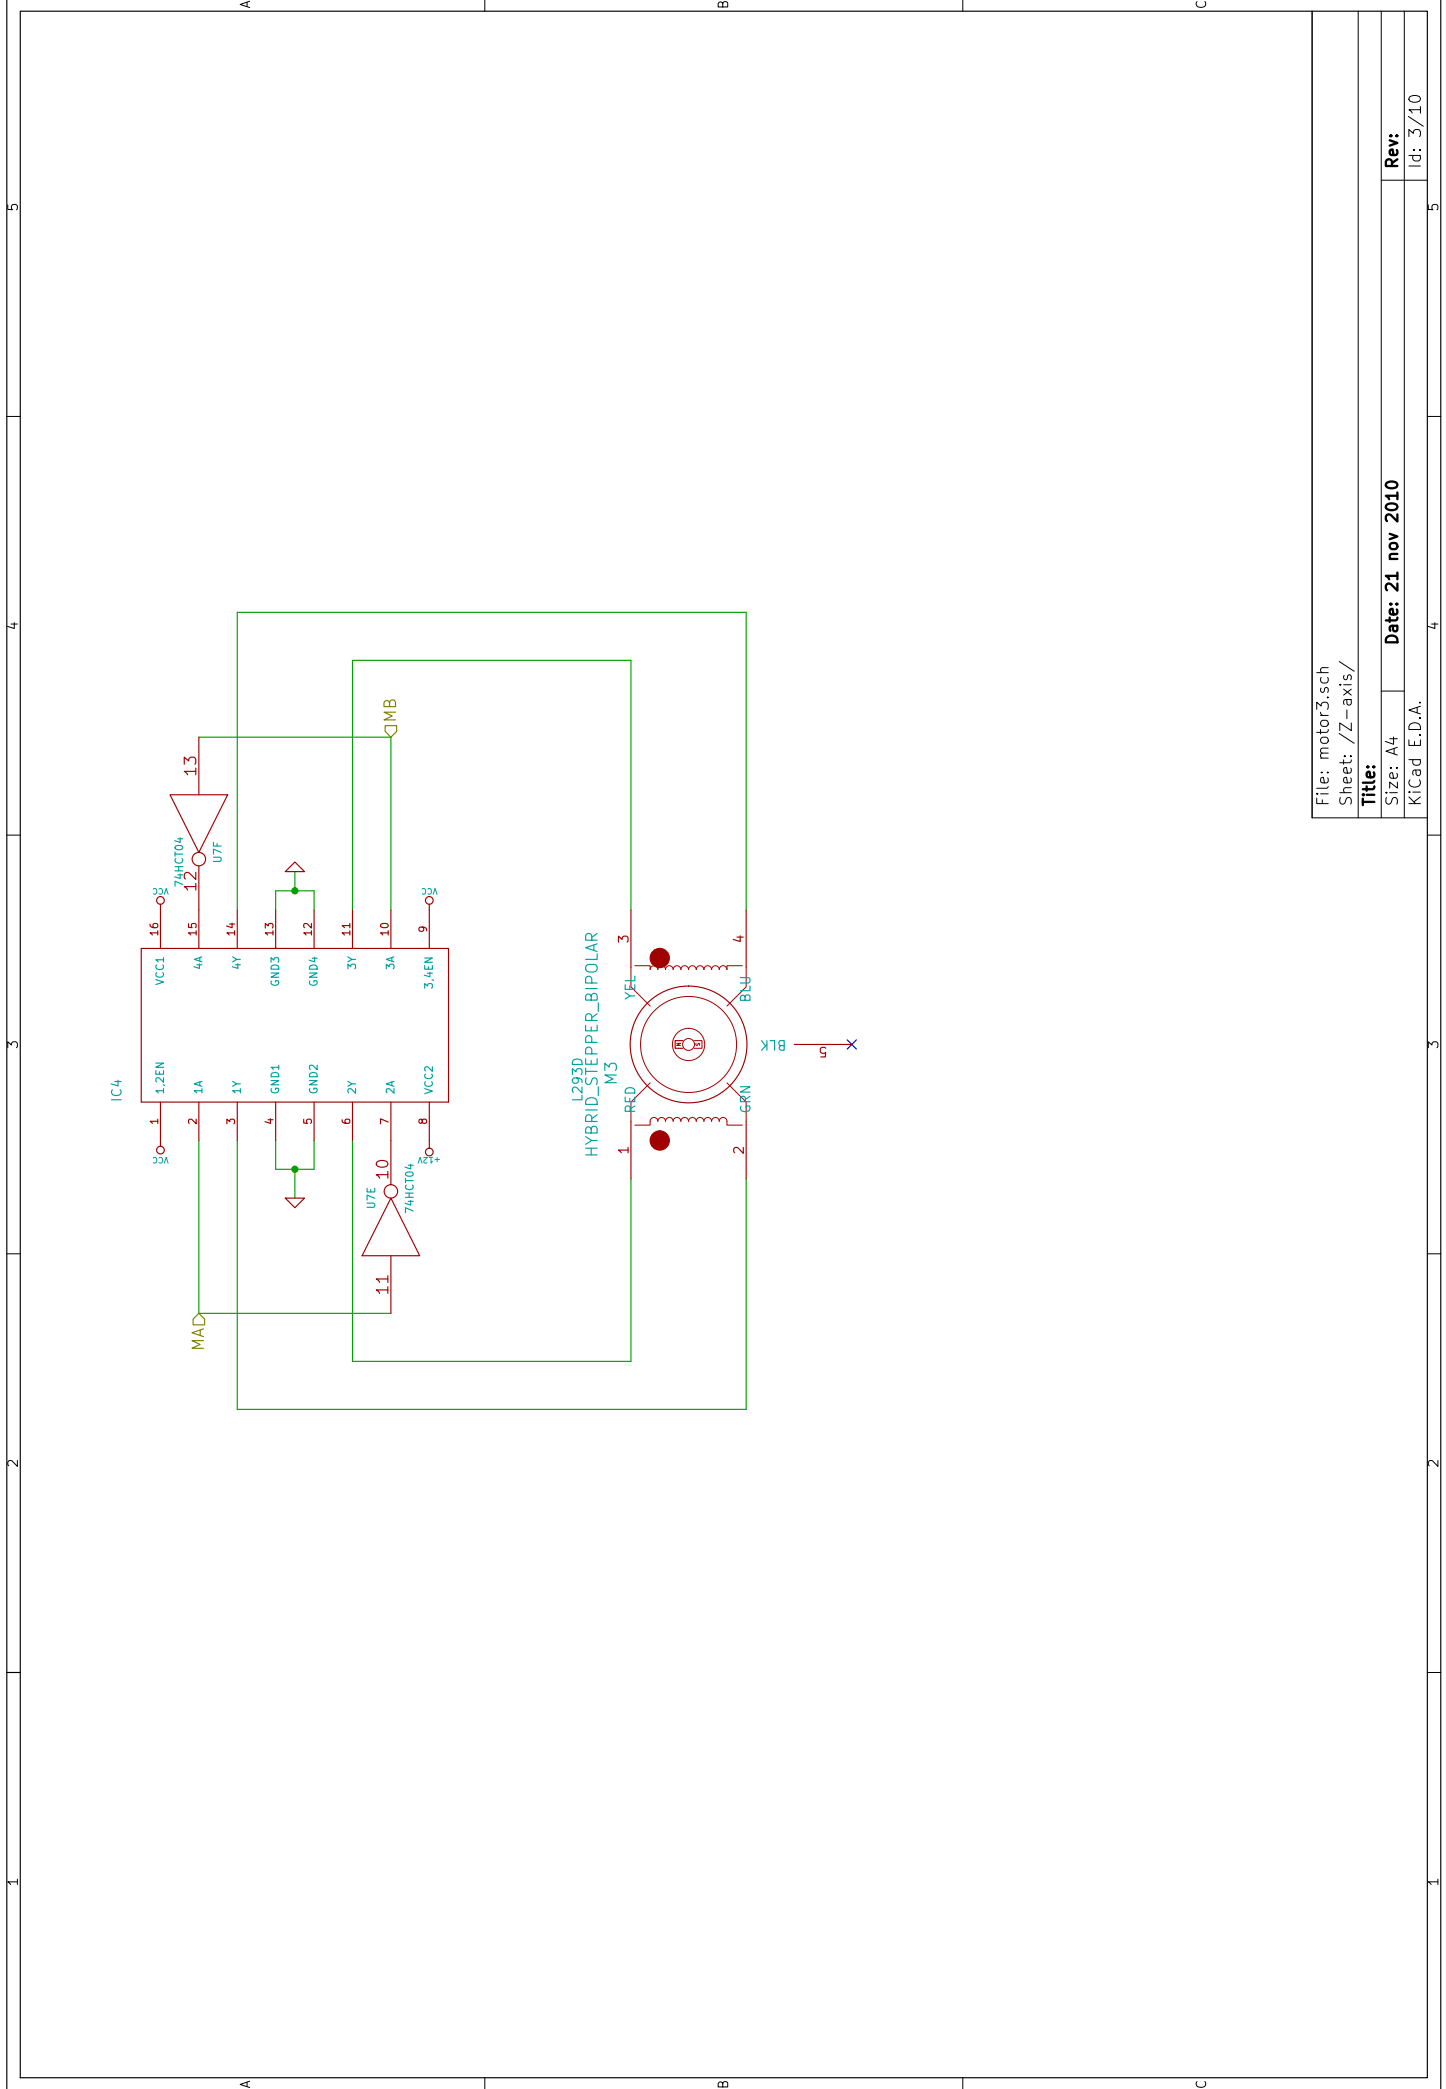 IC4
L293D
1 1,2EN
2 1A
3 1Y
4 GND1
5 GND2
6 2Y
7 2A
8 VCC2
VCC1 16
4A 15
4Y 14
GND3 13
GND4 12
3Y 11
3A 10
3,4EN 9
VCC
+12V
VCC
VCC
MA
MB
11 10
U7E
74HCT04
12 13
74HCT04
U7F
HYBRID_STEPPER_BIPOLAR
M3
1 RED
2 GRN
YEL 3
BLU 4
BLK
5
N S
File: motor3.sch
Sheet: /Z-axis/
Title:
Size: A4 Date: 21 nov 2010 Rev:
KiCad E.D.A. Id: 3/10
1 2 3 4 5
1 2 3 4 5
A
B
C
A
B
C